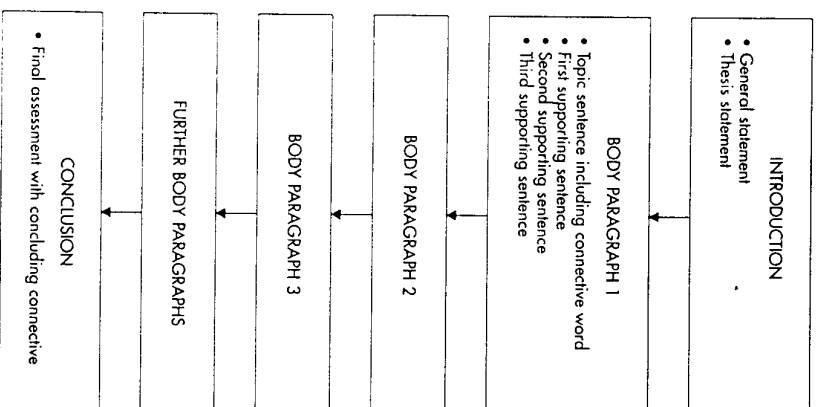 INTRODUCTION
• General statement
• Thesis statement
BODY PARAGRAPH 1
• Topic sentence including connective word
• First supporting sentence
• Second supporting sentence
• Third supporting sentence
BODY PARAGRAPH 2
BODY PARAGRAPH 3
FURTHER BODY PARAGRAPHS
CONCLUSION
• Final assessment with concluding connective